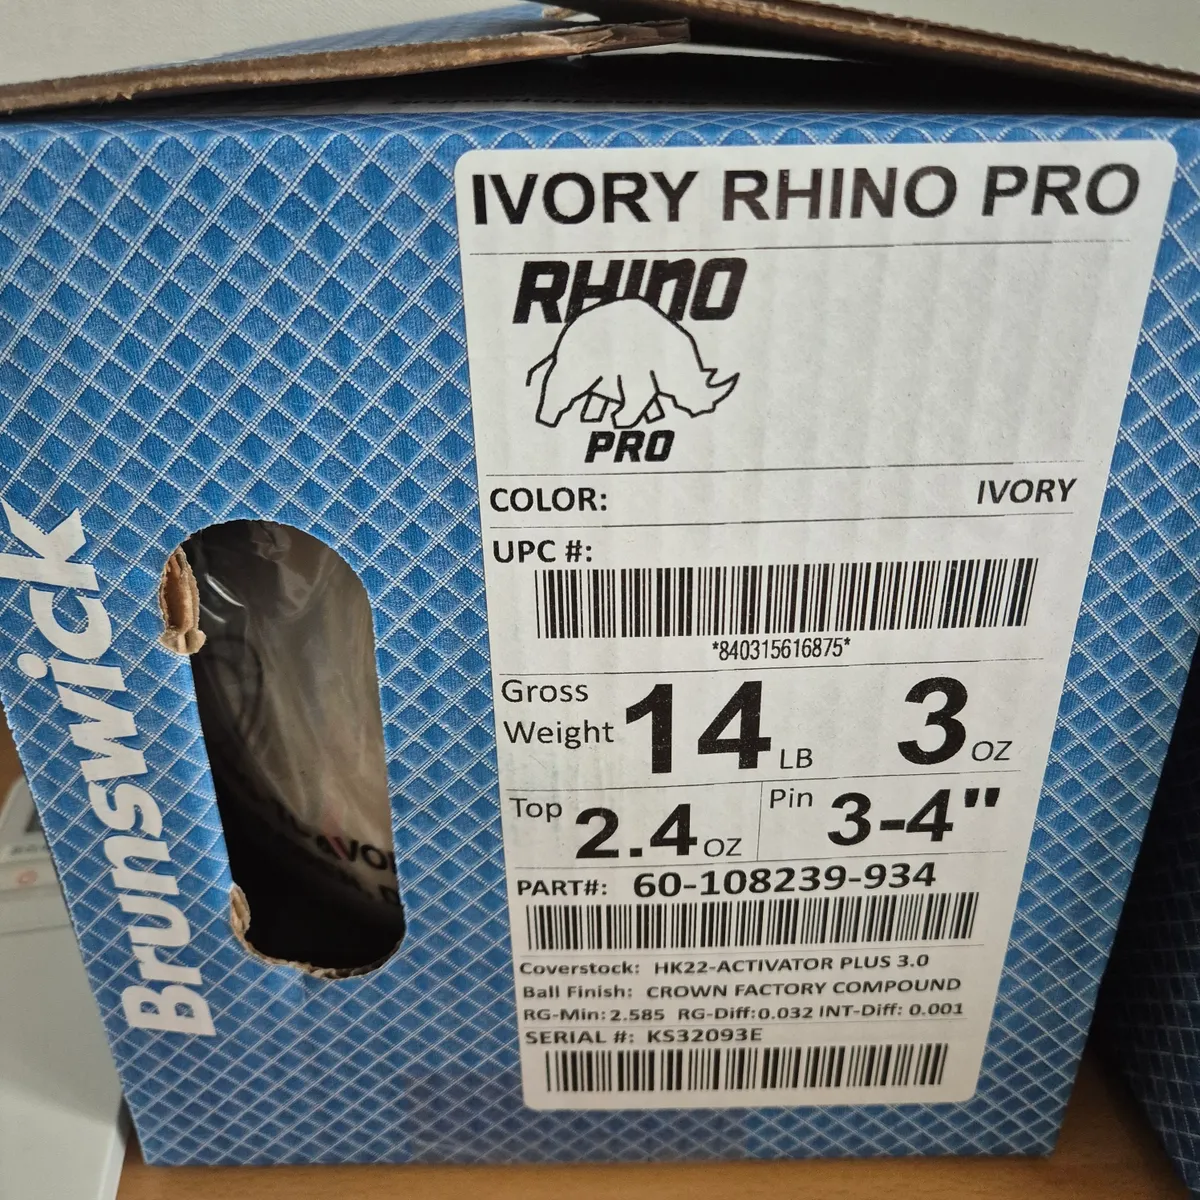 IVORY RHINO PRO
RHINO
PRO
COLOR: IVORY
UPC #:
*840315616875*
Gross Weight 14 LB 3 OZ
Top 2.4 OZ Pin 3-4"
PART#: 60-108239-934
Coverstock: HK22-ACTIVATOR PLUS 3.0
Ball Finish: CROWN FACTORY COMPOUND
RG-Min: 2.585 RG-Diff:0.032 INT-Diff: 0.001
SERIAL #: KS32093E
Brunswick